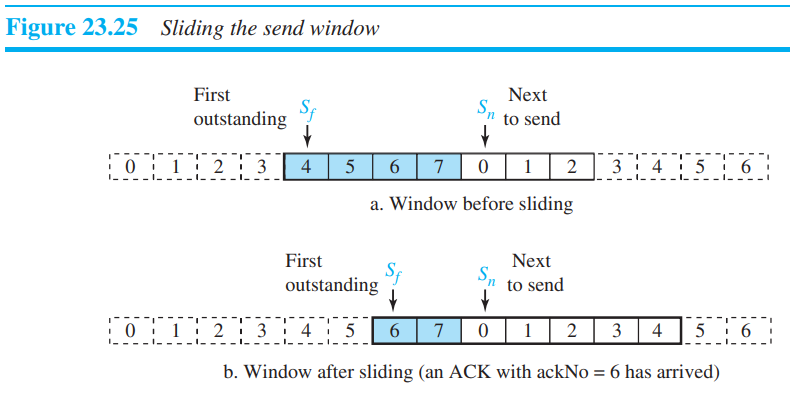 Figure 23.25 Sliding the send window
First
outstanding
Sf
Sn
Next
to send
0 1 2 3 4 5 6 7 0 1 2 3 4 5 6
a. Window before sliding
First
outstanding
Sf
Sn
Next
to send
0 1 2 3 4 5 6 7 0 1 2 3 4 5 6
b. Window after sliding (an ACK with ackNo = 6 has arrived)